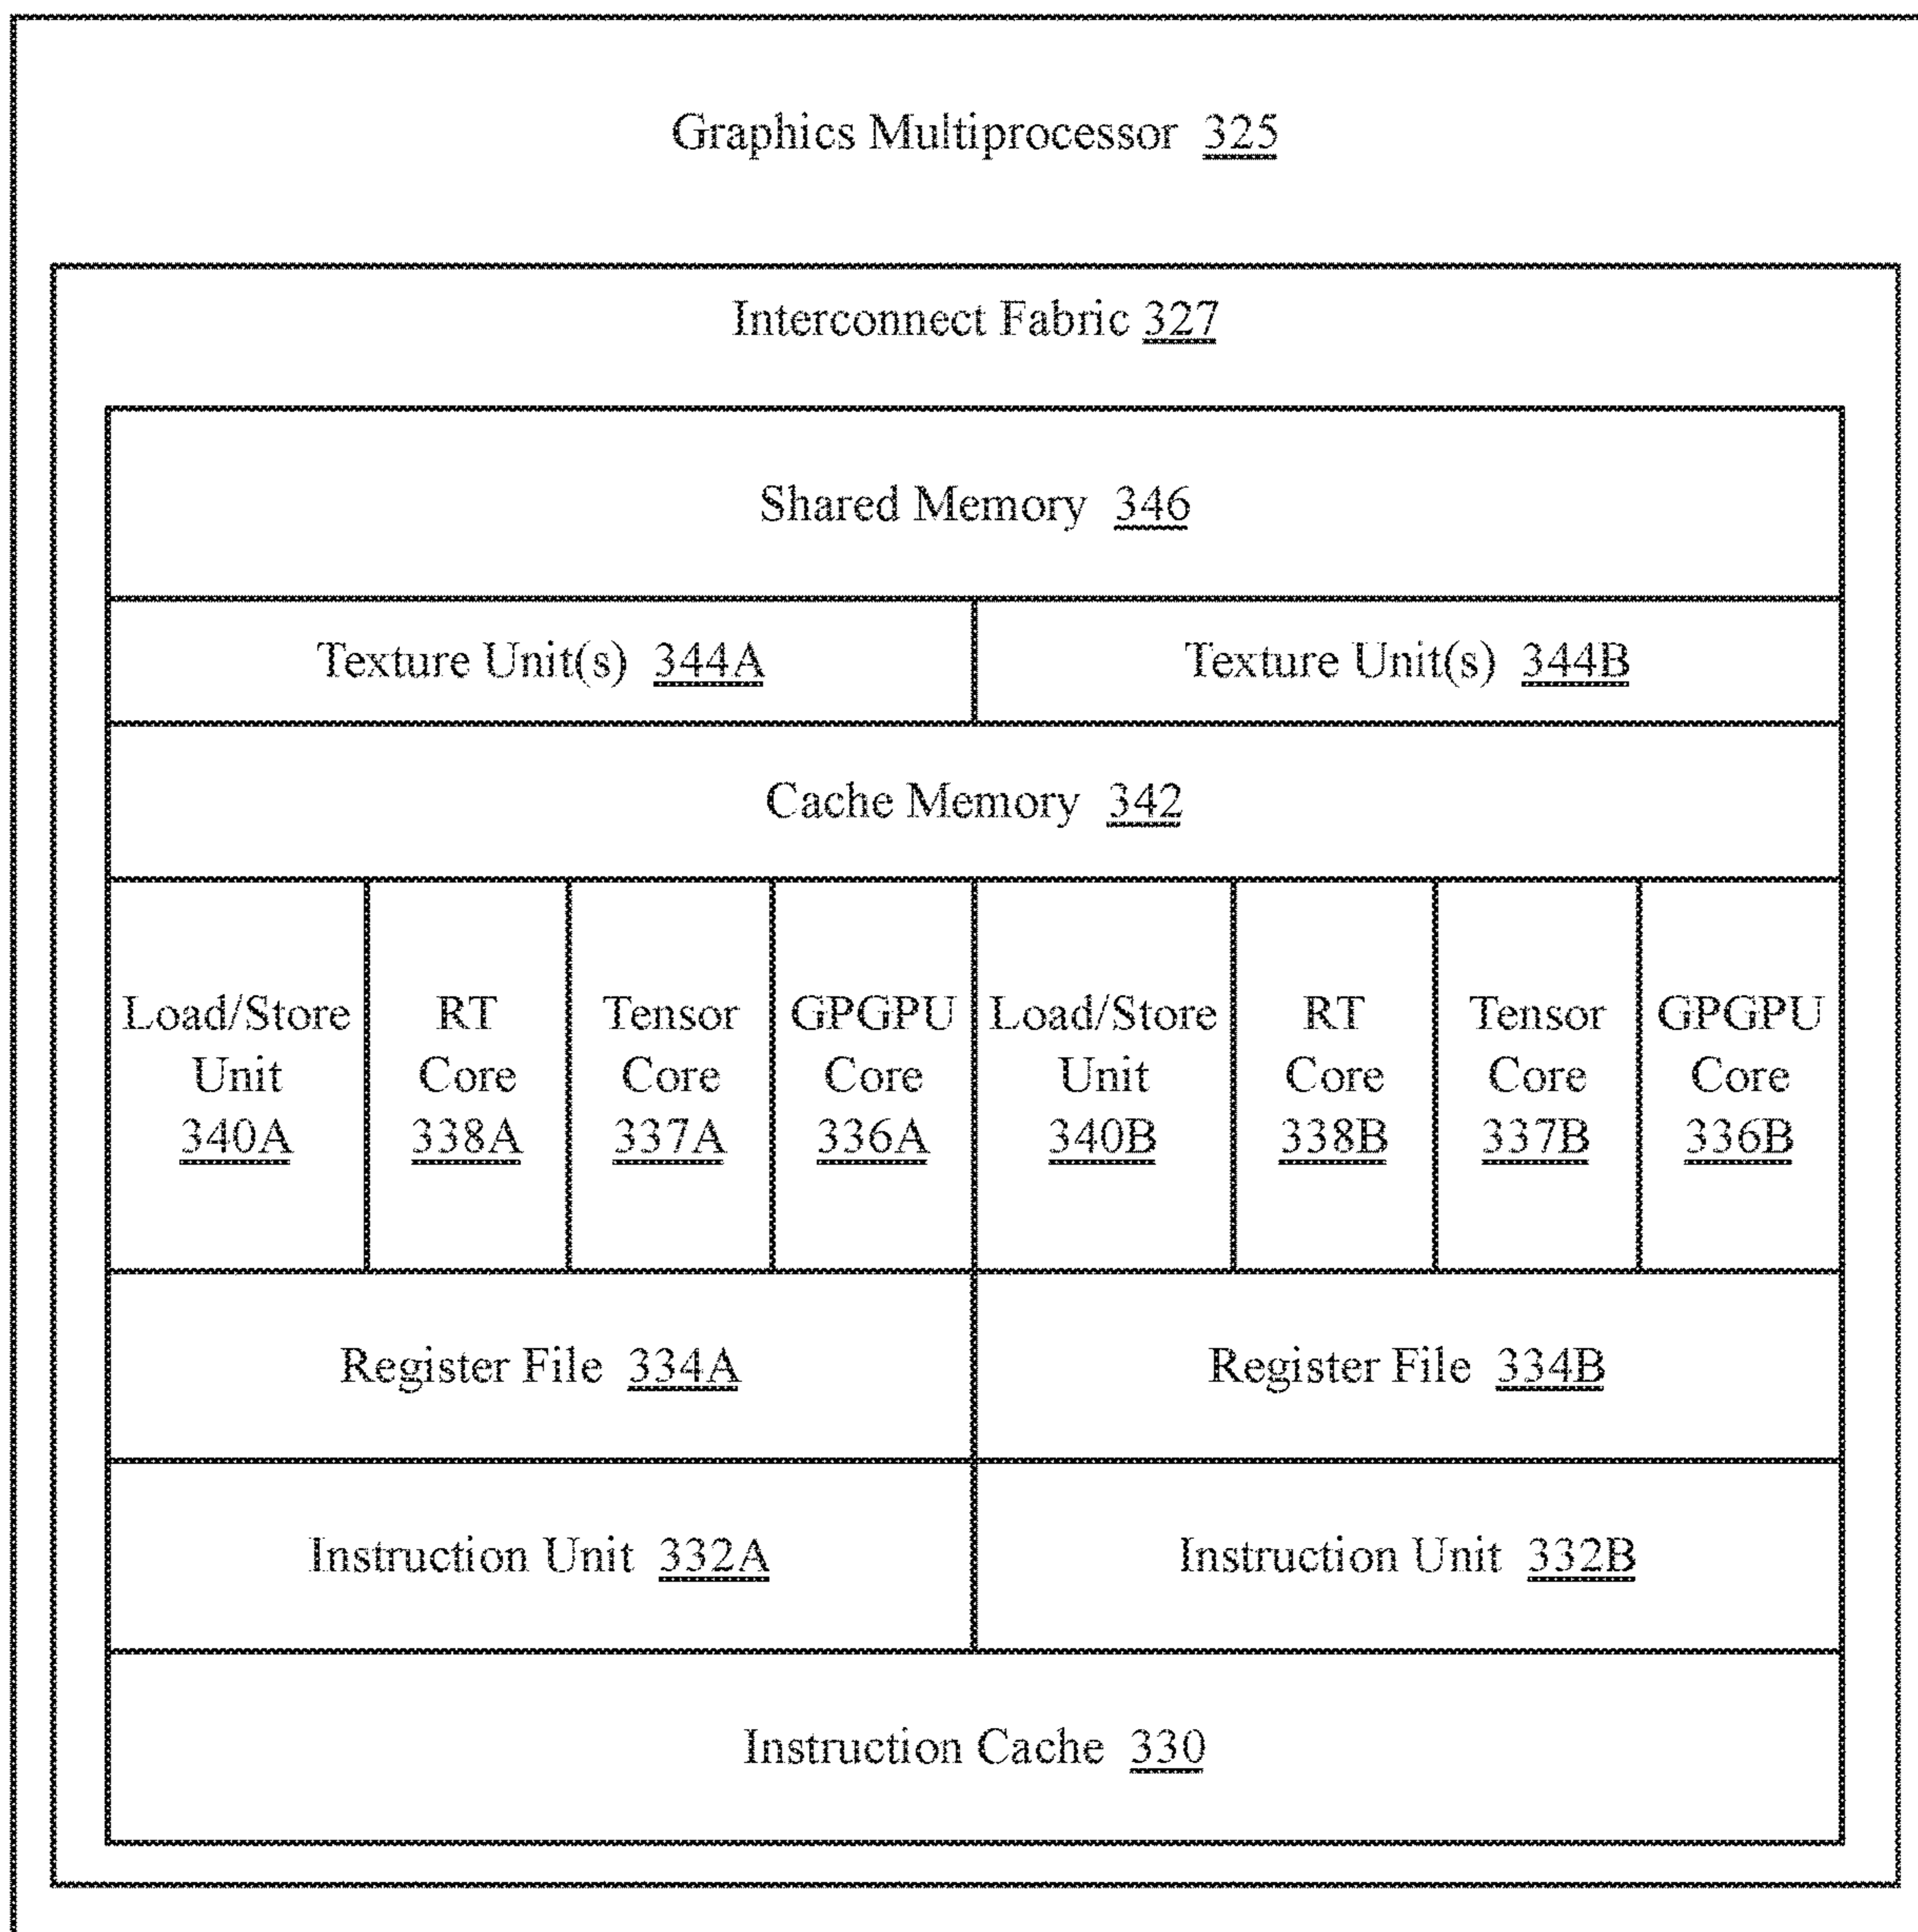 Graphics Multiprocessor 325
Interconnect Fabric 327
Shared Memory 346
Texture Unit(s) 344A
Texture Unit(s) 344B
Cache Memory 342
Load/Store
Unit
340A
RT
Core
338A
Tensor
Core
337A
GPGPU
Core
336A
Load/Store
Unit
340B
RT
Core
338B
Tensor
Core
337B
GPGPU
Core
336B
Register File 334A
Register File 334B
Instruction Unit 332A
Instruction Unit 332B
Instruction Cache 330